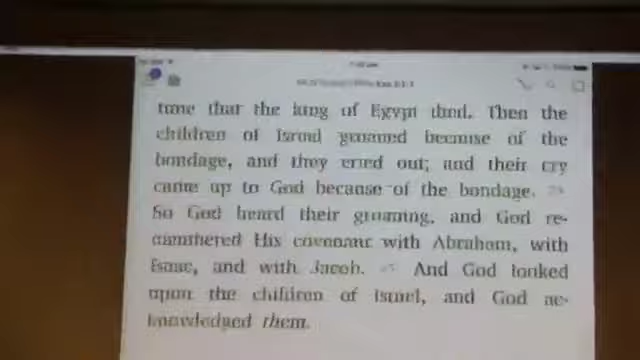 time that the king of Egypt died. Then the
children of Israel groaned because of the
bondage, and they cried out; and their cry
came up to God because of the bondage.
So God heard their groaning, and God re-
membered His covenant with Abraham, with
Isaac, and with Jacob. And God looked
upon the children of Israel, and God ac-
knowledged them.